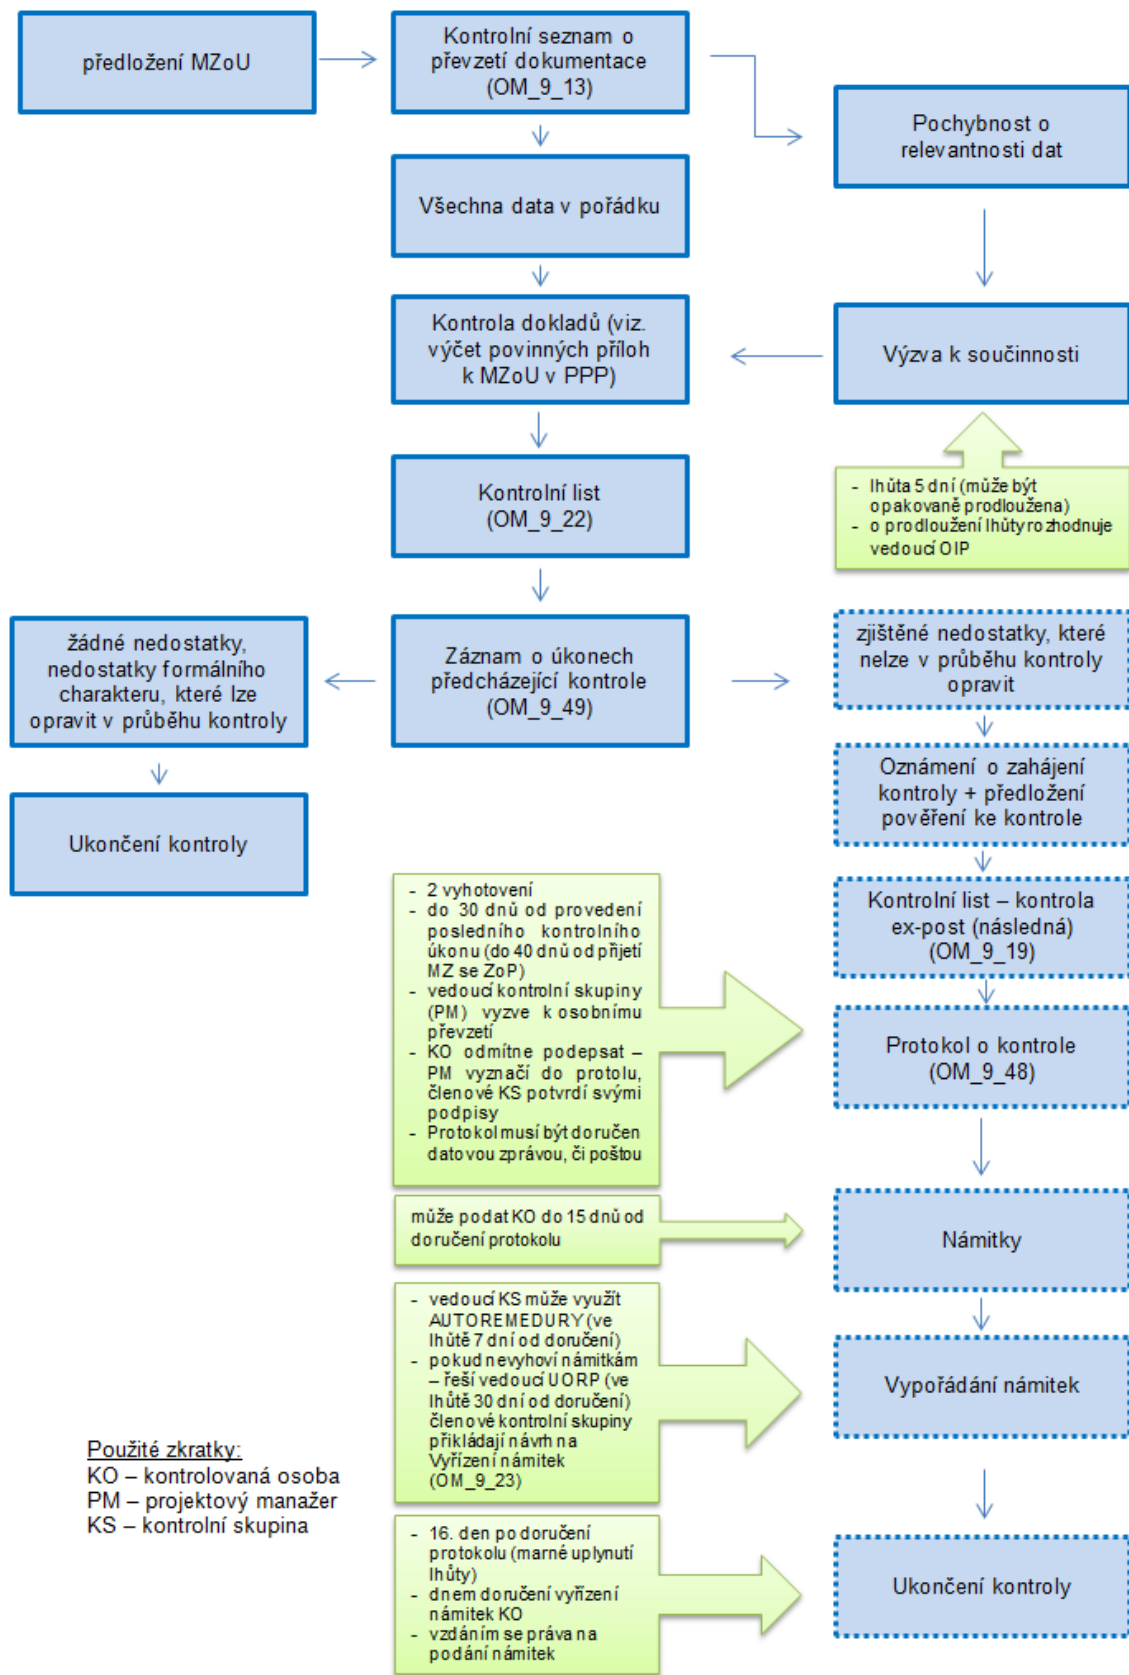 předložení MZoU
Kontrolní seznam o
převzetí dokumentace
(OM_9_13)
Pochybnost o
relevantnosti dat
Všechna data v pořádku
Kontrola dokladů (viz.
výčet povinných příloh
k MZoU v PPP)
Výzva k součinnosti
- lhůta 5 dní (může být
opakovaně prodloužena)
- o prodloužení lhůty rozhodnuje
vedoucí OIP
Kontrolní list
(OM_9_22)
žádné nedostatky,
nedostatky formálního
charakteru, které lze
opravit v průběhu kontroly
Záznam o úkonech
předcházející kontrole
(OM_9_49)
zjištěné nedostatky, které
nelze v průběhu kontroly
opravit
Ukončení kontroly
Oznámení o zahájení
kontroly + předložení
pověření ke kontrole
Kontrolní list – kontrola
ex-post (následná)
(OM_9_19)
- 2 vyhotovení
- do 30 dnů od provedení
posledního kontrolního
úkonu (do 40 dnů od přijetí
MZ se ZoP)
- vedoucí kontrolní skupiny
(PM) vyzve k osobnímu
převzetí
- KO odmítne podepsat –
PM vyznačí do protolu,
členové KS potvrdí svými
podpisy
- Protokol musí být doručen
datovou zprávou, či poštou
Protokol o kontrole
(OM_9_48)
může podat KO do 15 dnů od
doručení protokolu
Námitky
- vedoucí KS může využít
AUTOREMEDURY (ve
lhůtě 7 dní od doručení)
- pokud nevyhoví námitkám
– řeší vedoucí UORP (ve
lhůtě 30 dní od doručení)
členové kontrolní skupiny
přikládají návrh na
Vyřízení námitek
(OM_9_23)
Vypořádání námitek
Použité zkratky:
KO – kontrolovaná osoba
PM – projektový manažer
KS – kontrolní skupina
- 16. den po doručení
protokolu (marné uplynutí
lhůty)
- dnem doručení vyřízení
námitek KO
- vzdáním se práva na
podání námitek
Ukončení kontroly